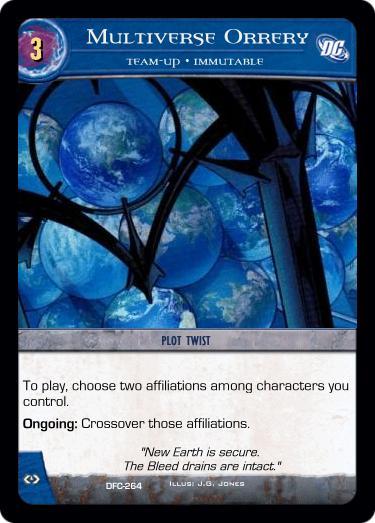 3
MULTIVERSE ORRERY
DC
TEAM-UP • IMMUTABLE
PLOT TWIST
To play, choose two affiliations among characters you
control.
Ongoing: Crossover those affiliations.
"New Earth is secure.
The Bleed drains are intact."
DFC-264
ILLUS: J.G. JONES